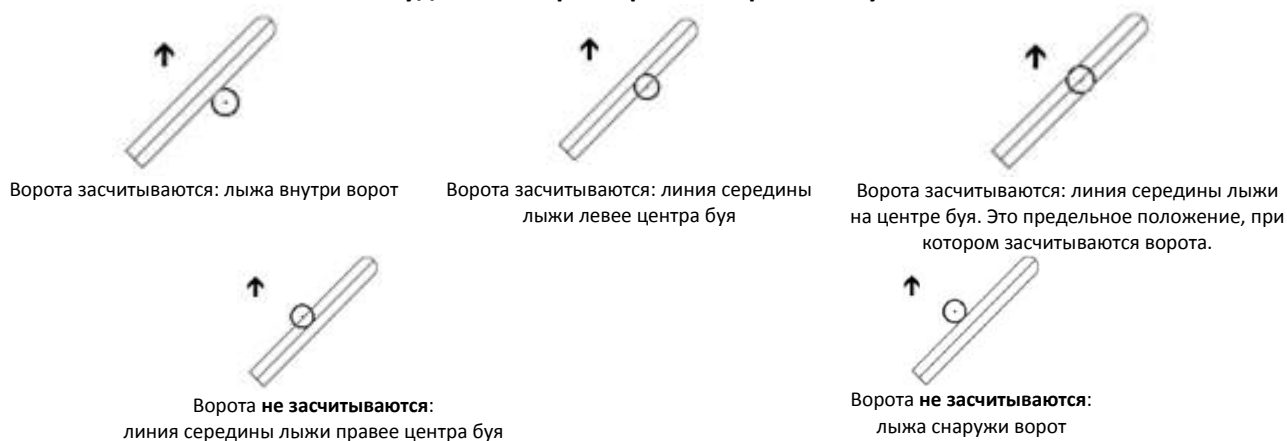 Ворота засчитываются: лыжа внутри ворот
Ворота засчитываются: линия середины
лыжи левее центра буя
Ворота засчитываются: линия середины лыжи
на центре буя. Это предельное положение, при
котором засчитываются ворота.
Ворота не засчитываются:
линия середины лыжи правее центра буя
Ворота не засчитываются:
лыжа снаружи ворот